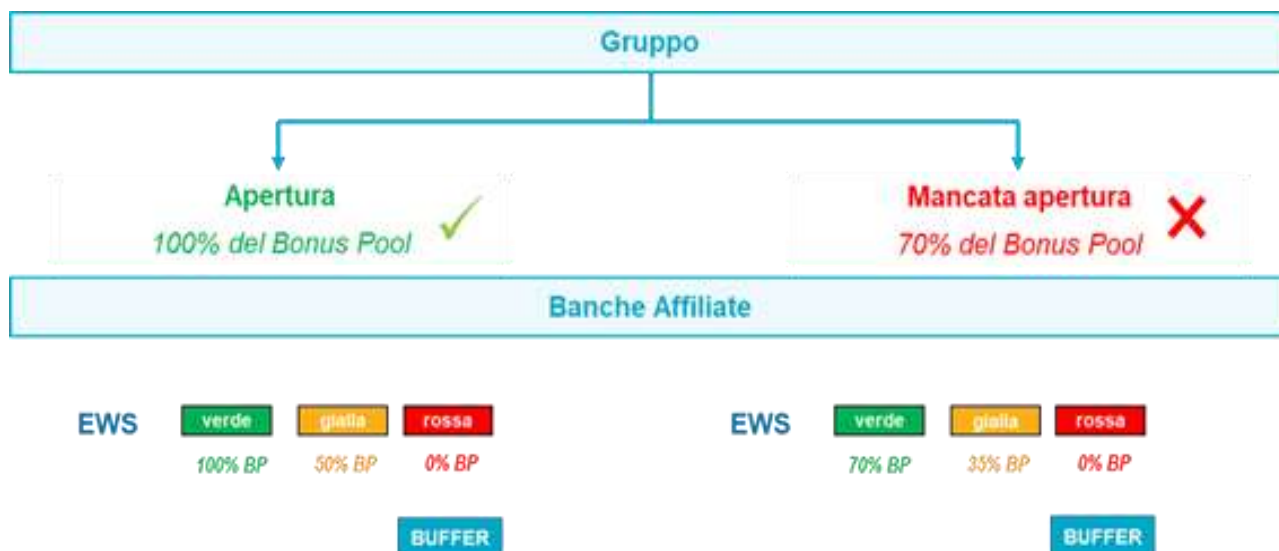 Gruppo
Apertura
100% del Bonus Pool
Mancata apertura
70% del Bonus Pool
Banche Affiliate
EWS verde gialla rossa
100% BP 50% BP 0% BP
BUFFER
EWS verde gialla rossa
70% BP 35% BP 0% BP
BUFFER